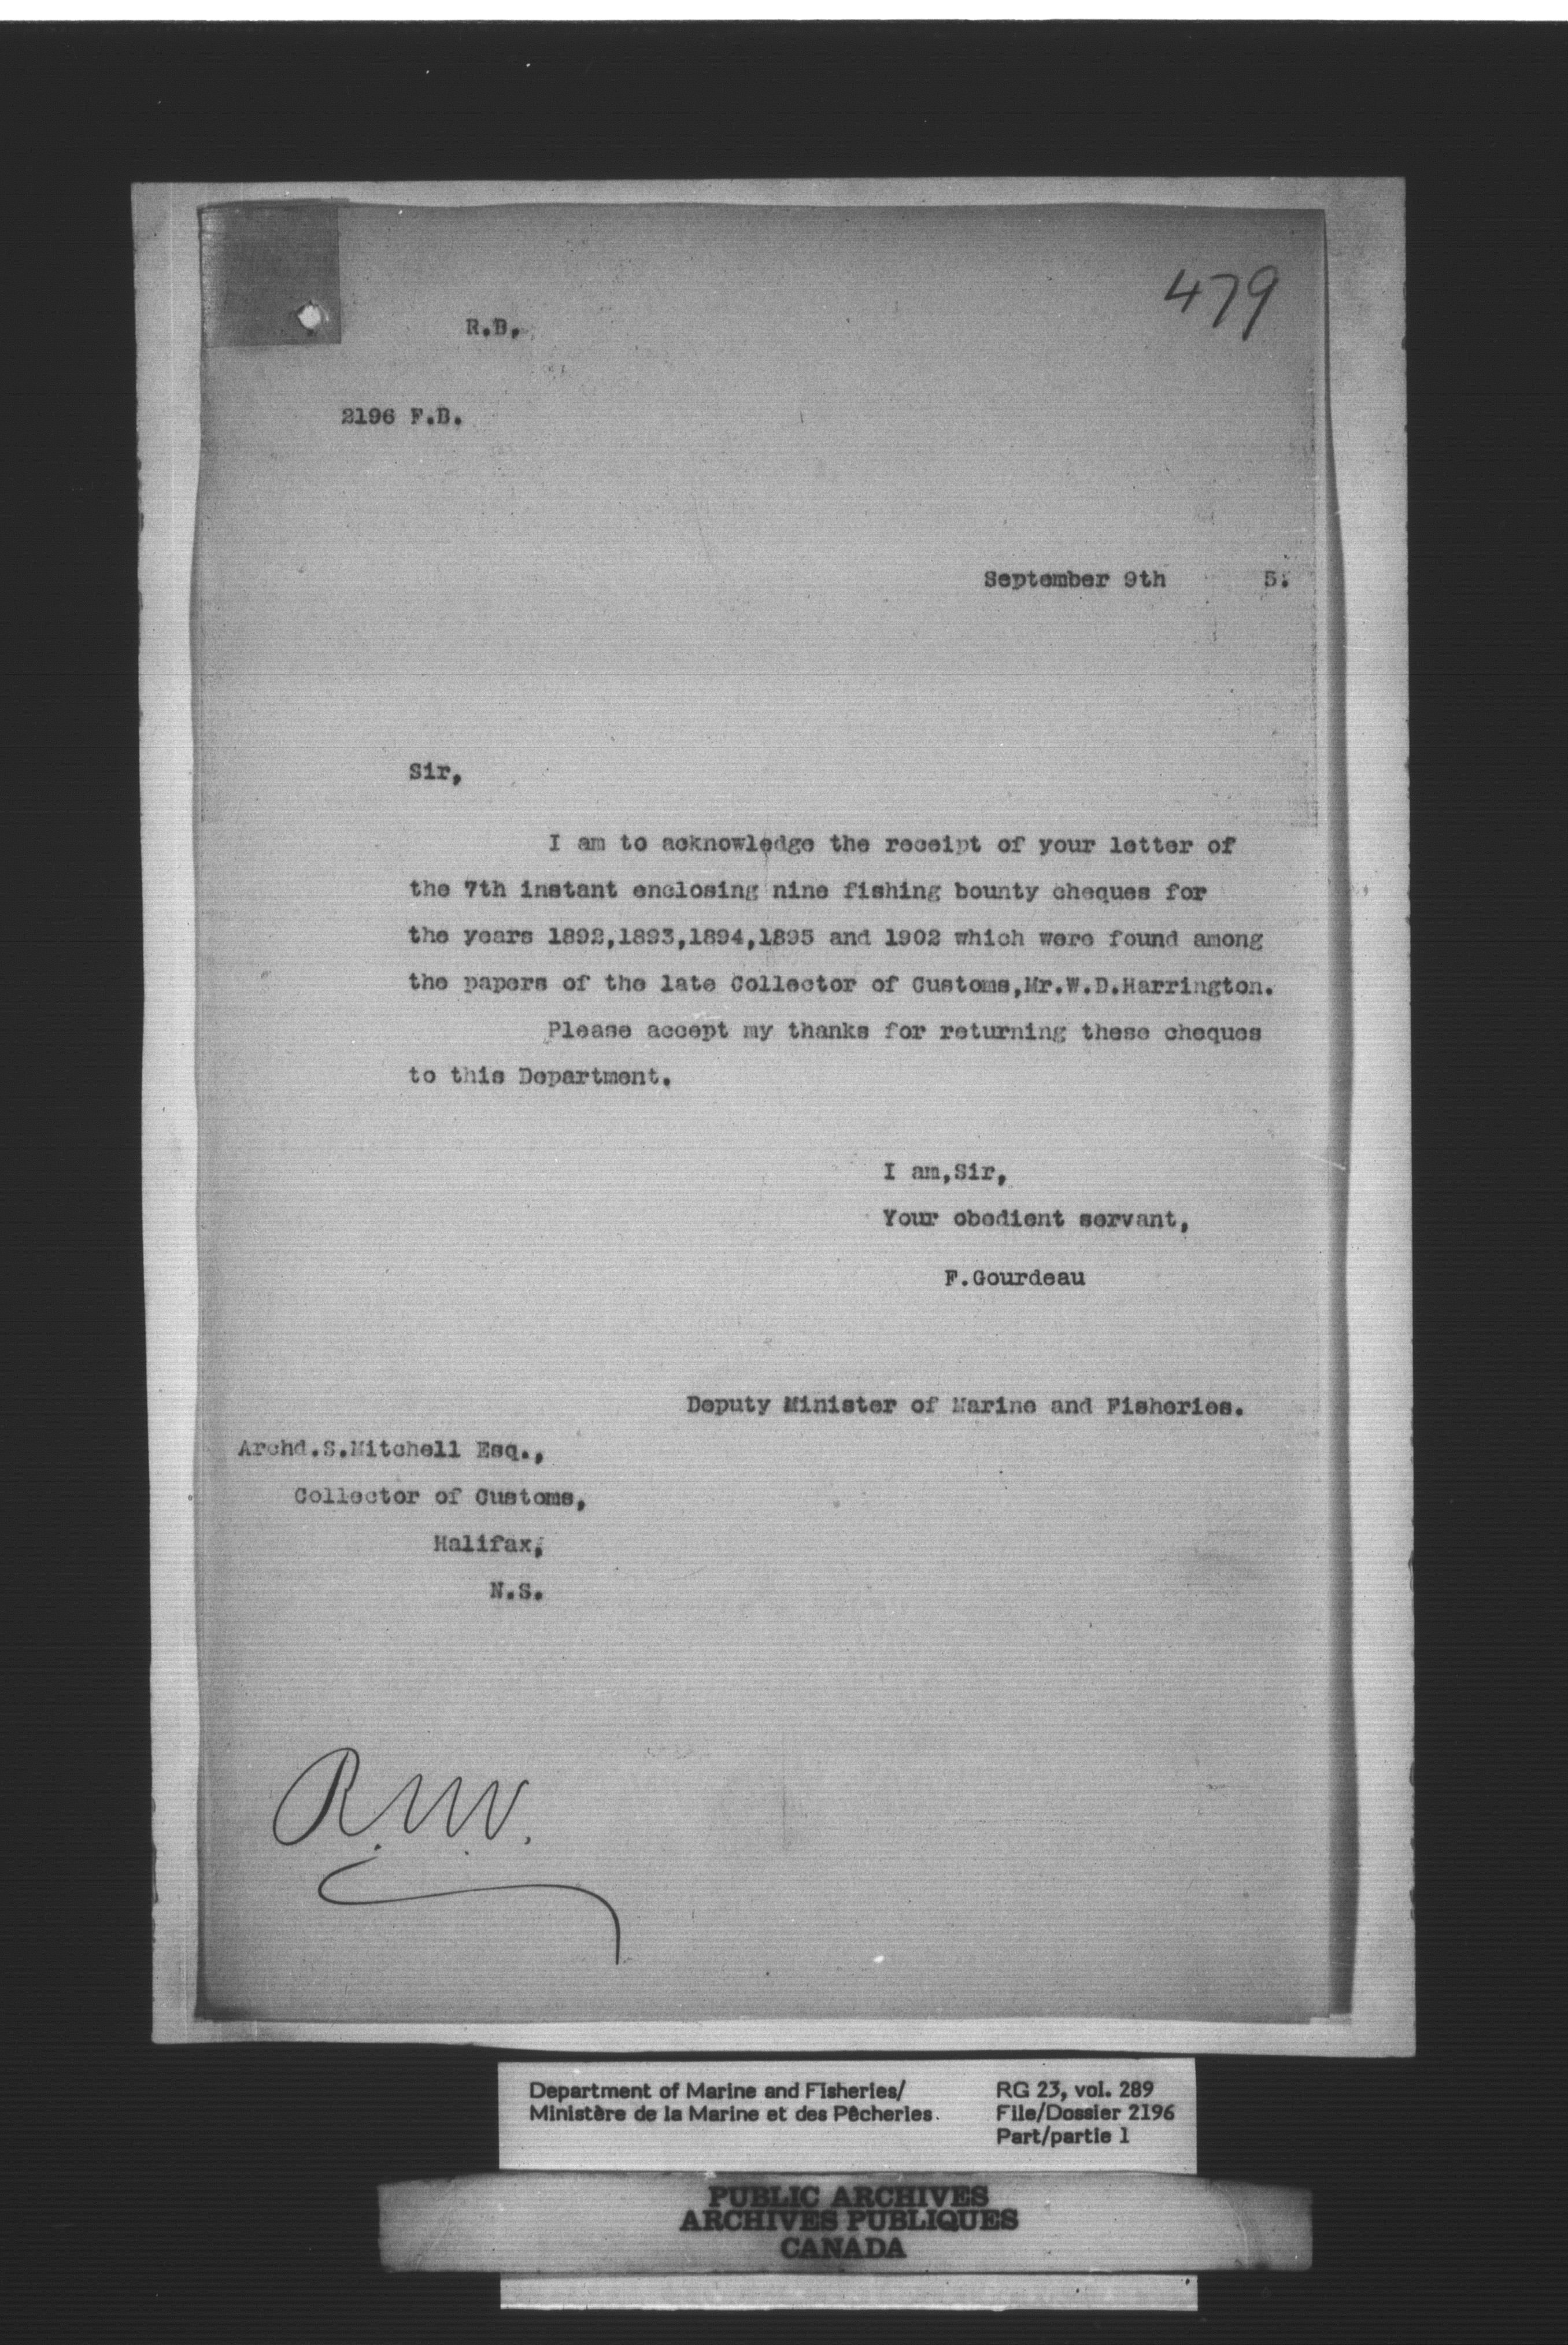 479
R.B.
2196 F.B.
September 9th 5.
Sir,
I am to acknowledge the receipt of your letter of
the 7th instant enclosing nine fishing bounty cheques for
the years 1892,1893,1894,1895 and 1902 which were found among
the papers of the late Collector of Customs,Mr.W.D.Harrington.
Please accept my thanks for returning these cheques
to this Department.
I am,Sir,
Your obedient servant,
F.Gourdeau
Deputy Minister of Marine and Fisheries.
Archd.S.Mitchell Esq.,
Collector of Customs,
Halifax,
N.S.
Department of Marine and Fisheries/
Ministère de la Marine et des Pêcheries.
RG 23, vol. 289
File/Dossier 2196
Part/partie 1
PUBLIC ARCHIVES
ARCHIVES PUBLIQUES
CANADA